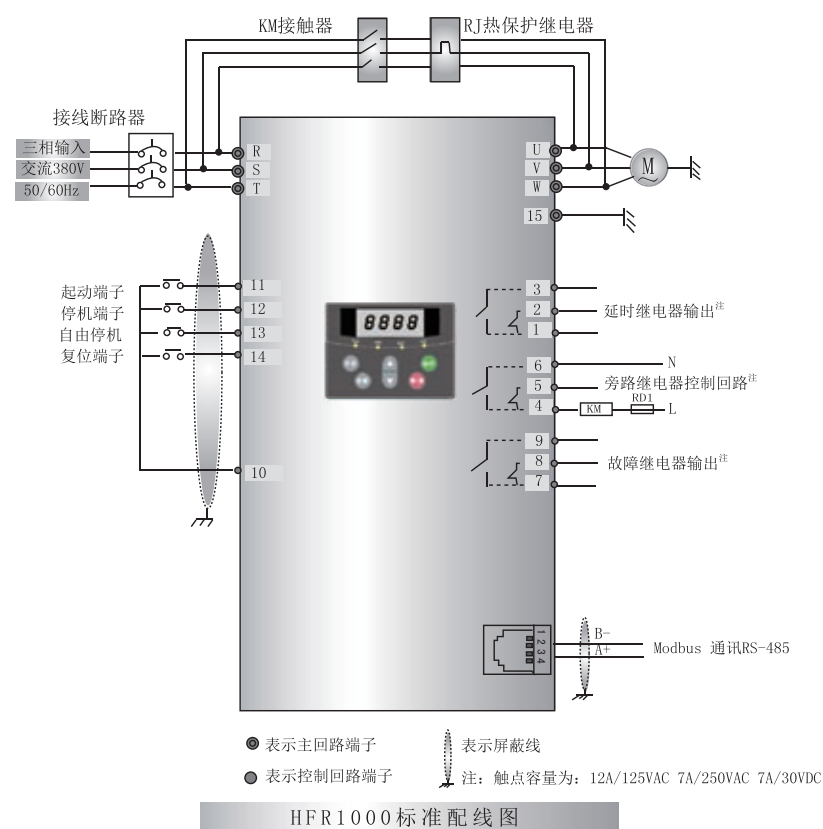 KM接触器
RJ热保护继电器
接线断路器
三相输入
交流380V
50/60Hz
R
S
T
U
V
W
15
M
起动端子
停机端子
自由停机
复位端子
11
12
13
14
10
8888
3
2
1
延时继电器输出注
6
5
4
N
旁路继电器控制回路注
KM
RD1
L
9
8
7
故障继电器输出注
1
2
3
4
B-
A+
Modbus 通讯RS-485
表示主回路端子
表示屏蔽线
表示控制回路端子
注: 触点容量为: 12A/125VAC 7A/250VAC 7A/30VDC
HFR1000标准配线图